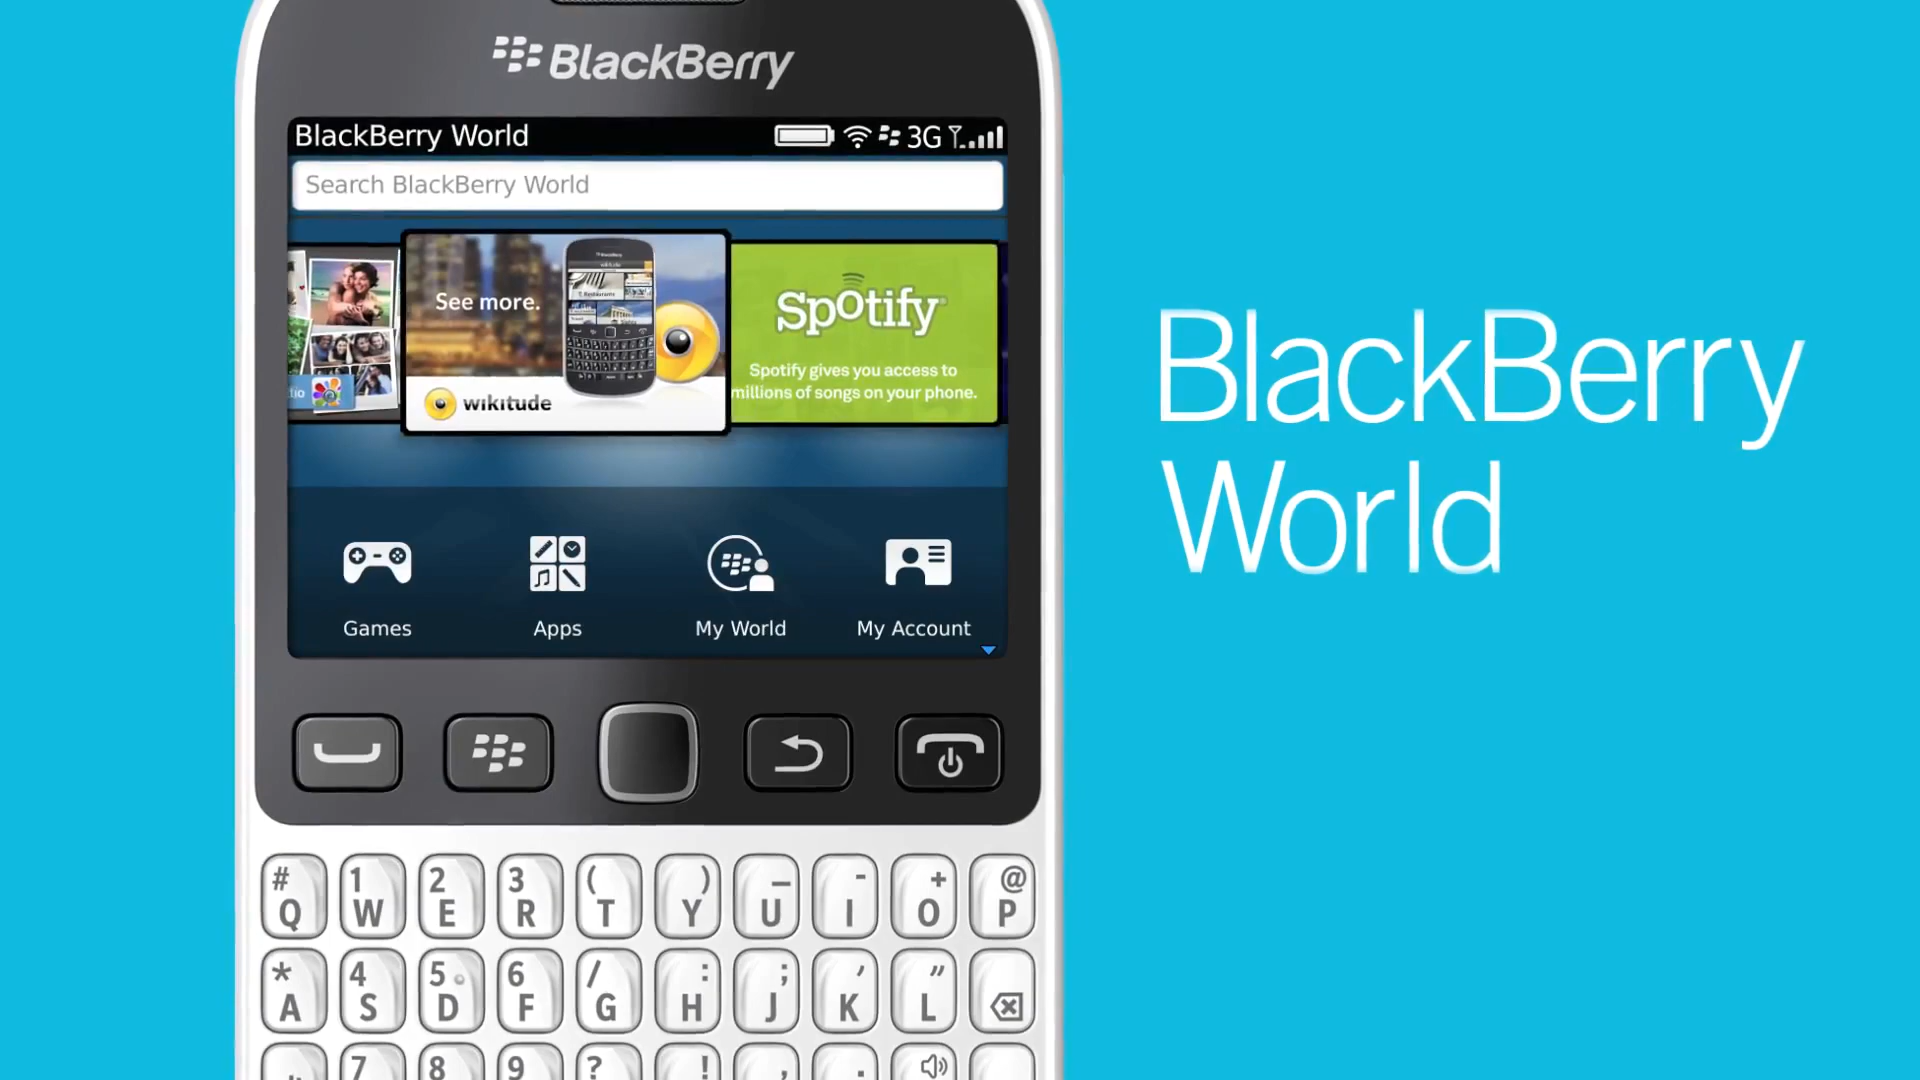 BlackBerry
BlackBerry World
3G
Search BlackBerry World
See more.
wikitude
Spotify
Spotify gives you access to
millions of songs on your phone.
Games
Apps
My World
My Account
BlackBerry
World
# 1 2 3 ( ) _ - + @
Q W E R T Y U I O P
* 4 5 6 / : ; ' "
A S D F G H J K L
7 8 9 ? ! , .